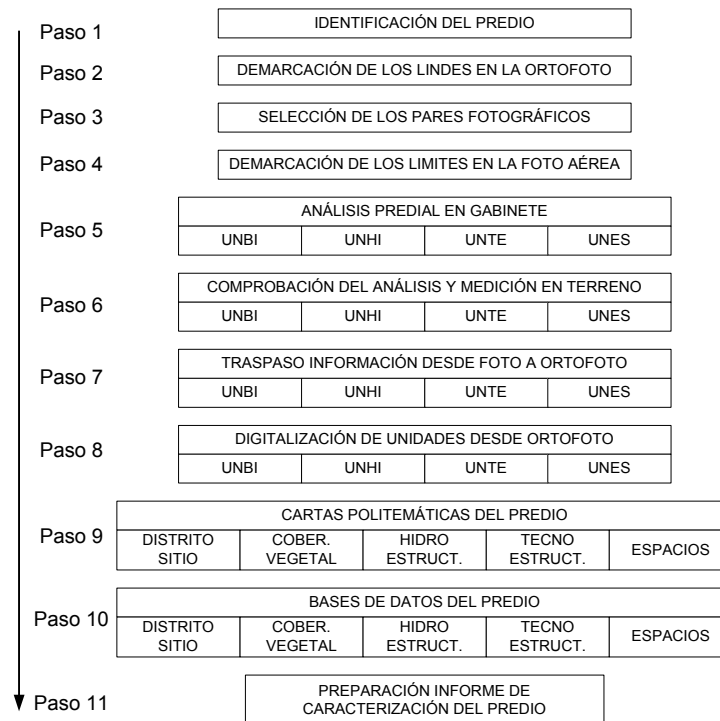 Paso 1
IDENTIFICACIÓN DEL PREDIO
Paso 2
DEMARCACIÓN DE LOS LINDES EN LA ORTOFOTO
Paso 3
SELECCIÓN DE LOS PARES FOTOGRÁFICOS
Paso 4
DEMARCACIÓN DE LOS LIMITES EN LA FOTO AÉREA
Paso 5
ANÁLISIS PREDIAL EN GABINETE
UNBI UNHI UNTE UNES
Paso 6
COMPROBACIÓN DEL ANÁLISIS Y MEDICIÓN EN TERRENO
UNBI UNHI UNTE UNES
Paso 7
TRASPASO INFORMACIÓN DESDE FOTO A ORTOFOTO
UNBI UNHI UNTE UNES
Paso 8
DIGITALIZACIÓN DE UNIDADES DESDE ORTOFOTO
UNBI UNHI UNTE UNES
Paso 9
CARTAS POLITEMÁTICAS DEL PREDIO
DISTRITO
SITIO
COBER.
VEGETAL
HIDRO
ESTRUCT.
TECNO
ESTRUCT.
ESPACIOS
Paso 10
BASES DE DATOS DEL PREDIO
DISTRITO
SITIO
COBER.
VEGETAL
HIDRO
ESTRUCT.
TECNO
ESTRUCT.
ESPACIOS
Paso 11
PREPARACIÓN INFORME DE
CARACTERIZACIÓN DEL PREDIO